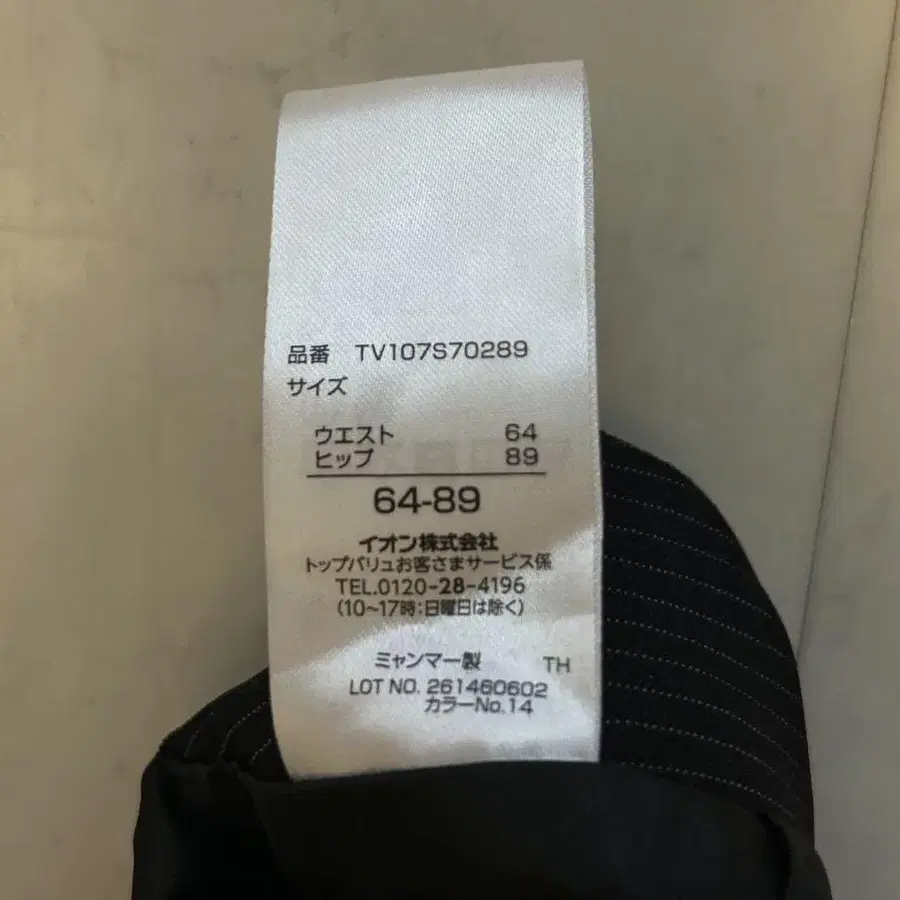 品番 TV107S70289
サイズ
ウエスト 64
ヒップ 89
64-89
イオン株式会社
トップバリュお客さまサービス係
TEL.0120-28-4196
(10~17時:日曜日は除く)
ミャンマー製 TH
LOT NO. 261460602
カラーNo.14